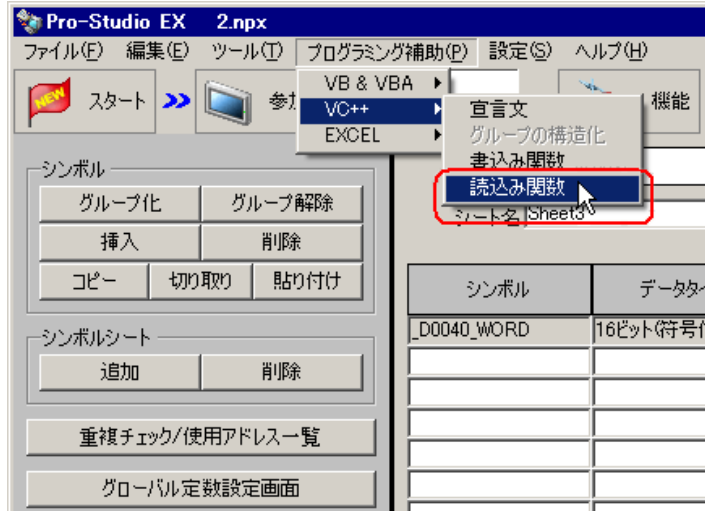 Pro-Studio EX 2.npx
ファイル(F) 編集(E) ツール(T) プログラミング補助(P) 設定(S) ヘルプ(H)
VB & VBA
VC++
EXCEL
宣言文
グループの構造化
書込み関数
読込み関数
NEW スタート
機能
シート名 Sheet3
シンボル
グループ化 グループ解除
挿入 削除
コピー 切り取り 貼り付け
シンボルシート
追加 削除
重複チェック/使用アドレス一覧
グローバル定数設定画面
シンボル
_D0040_WORD 16ビット(符号